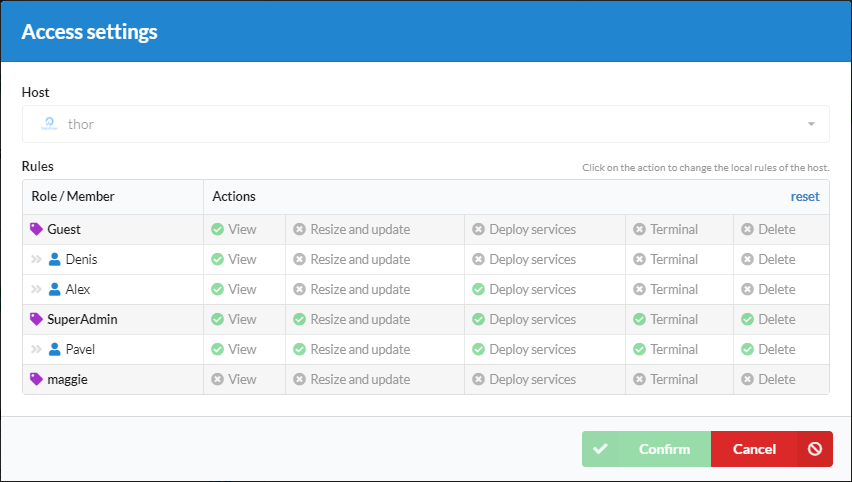 Access settings
Host
thor
Rules
Click on the action to change the local rules of the host.
Role / Member Actions reset
Guest View Resize and update Deploy services Terminal Delete
Denis View Resize and update Deploy services Terminal Delete
Alex View Resize and update Deploy services Terminal Delete
SuperAdmin View Resize and update Deploy services Terminal Delete
Pavel View Resize and update Deploy services Terminal Delete
maggie View Resize and update Deploy services Terminal Delete
Confirm Cancel